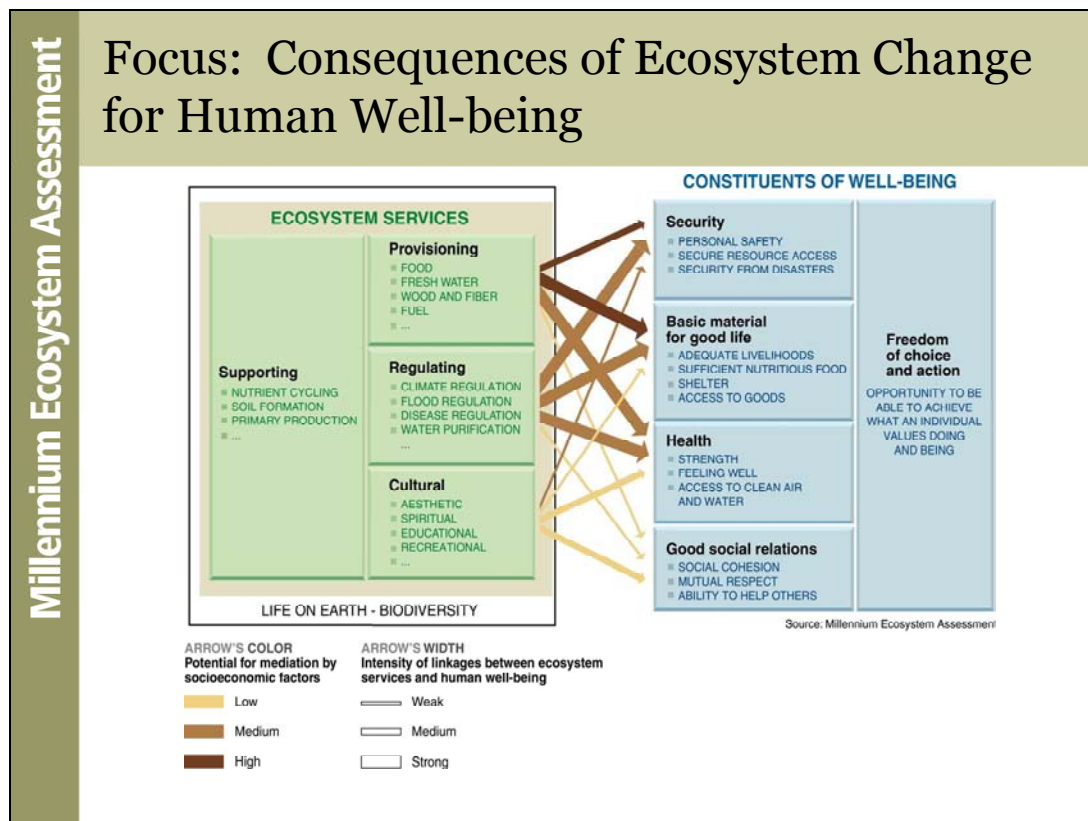 Millennium Ecosystem Assessment
Focus: Consequences of Ecosystem Change
for Human Well-being
ECOSYSTEM SERVICES
Supporting
NUTRIENT CYCLING
SOIL FORMATION
PRIMARY PRODUCTION
...
Provisioning
FOOD
FRESH WATER
WOOD AND FIBER
FUEL
...
Regulating
CLIMATE REGULATION
FLOOD REGULATION
DISEASE REGULATION
WATER PURIFICATION
...
Cultural
AESTHETIC
SPIRITUAL
EDUCATIONAL
RECREATIONAL
...
LIFE ON EARTH - BIODIVERSITY
CONSTITUENTS OF WELL-BEING
Security
PERSONAL SAFETY
SECURE RESOURCE ACCESS
SECURITY FROM DISASTERS
Basic material
for good life
ADEQUATE LIVELIHOODS
SUFFICIENT NUTRITIOUS FOOD
SHELTER
ACCESS TO GOODS
Health
STRENGTH
FEELING WELL
ACCESS TO CLEAN AIR
AND WATER
Good social relations
SOCIAL COHESION
MUTUAL RESPECT
ABILITY TO HELP OTHERS
Freedom
of choice
and action
OPPORTUNITY TO BE
ABLE TO ACHIEVE
WHAT AN INDIVIDUAL
VALUES DOING
AND BEING
Source: Millennium Ecosystem Assessment
ARROW'S COLOR
Potential for mediation by
socioeconomic factors
Low
Medium
High
ARROW'S WIDTH
Intensity of linkages between ecosystem
services and human well-being
Weak
Medium
Strong